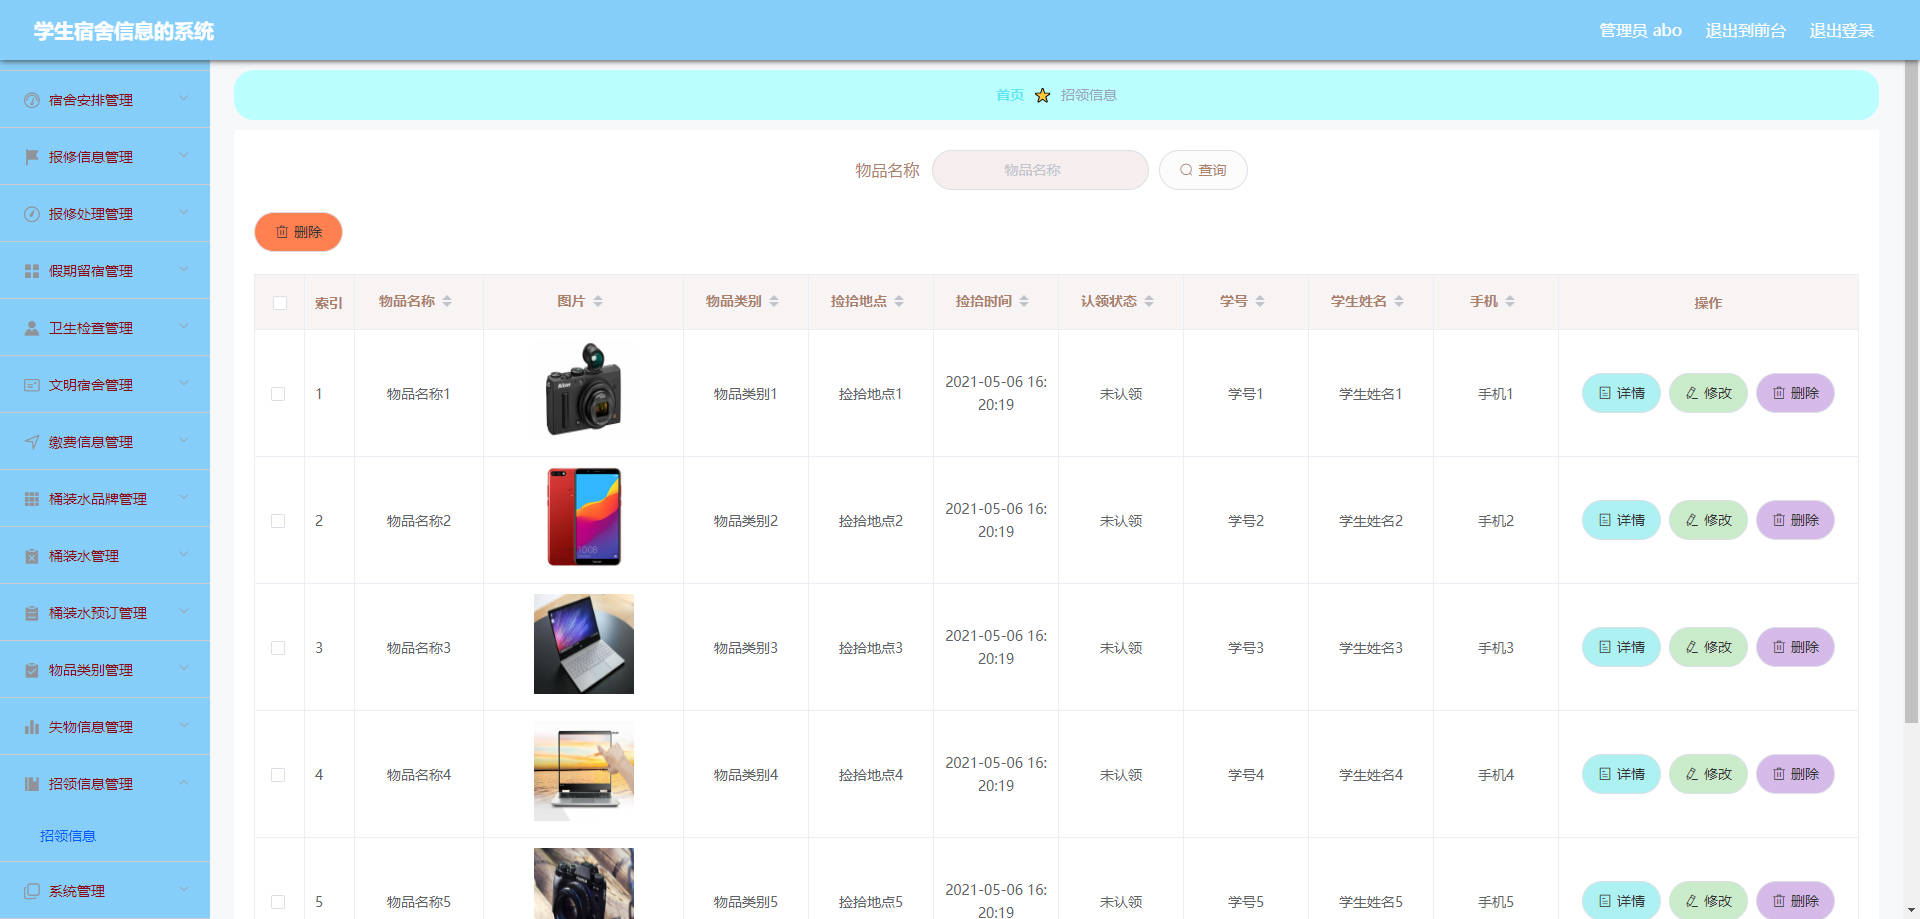 学生宿舍信息的系统
管理员 abo 退出到前台 退出登录
宿舍安排管理
报修信息管理
报修处理管理
假期留宿管理
卫生检查管理
文明宿舍管理
缴费信息管理
桶装水品牌管理
桶装水管理
桶装水预订管理
物品类别管理
失物信息管理
招领信息管理
招领信息
系统管理
首页 招领信息
物品名称 物品名称 查询
删除
索引 物品名称 图片 物品类别 捡拾地点 捡拾时间 认领状态 学号 学生姓名 手机 操作
1 物品名称1 物品类别1 捡拾地点1 2021-05-06 16:20:19 未认领 学号1 学生姓名1 手机1 详情 修改 删除
2 物品名称2 物品类别2 捡拾地点2 2021-05-06 16:20:19 未认领 学号2 学生姓名2 手机2 详情 修改 删除
3 物品名称3 物品类别3 捡拾地点3 2021-05-06 16:20:19 未认领 学号3 学生姓名3 手机3 详情 修改 删除
4 物品名称4 物品类别4 捡拾地点4 2021-05-06 16:20:19 未认领 学号4 学生姓名4 手机4 详情 修改 删除
5 物品名称5 物品类别5 捡拾地点5 2021-05-06 16:20:19 未认领 学号5 学生姓名5 手机5 详情 修改 删除